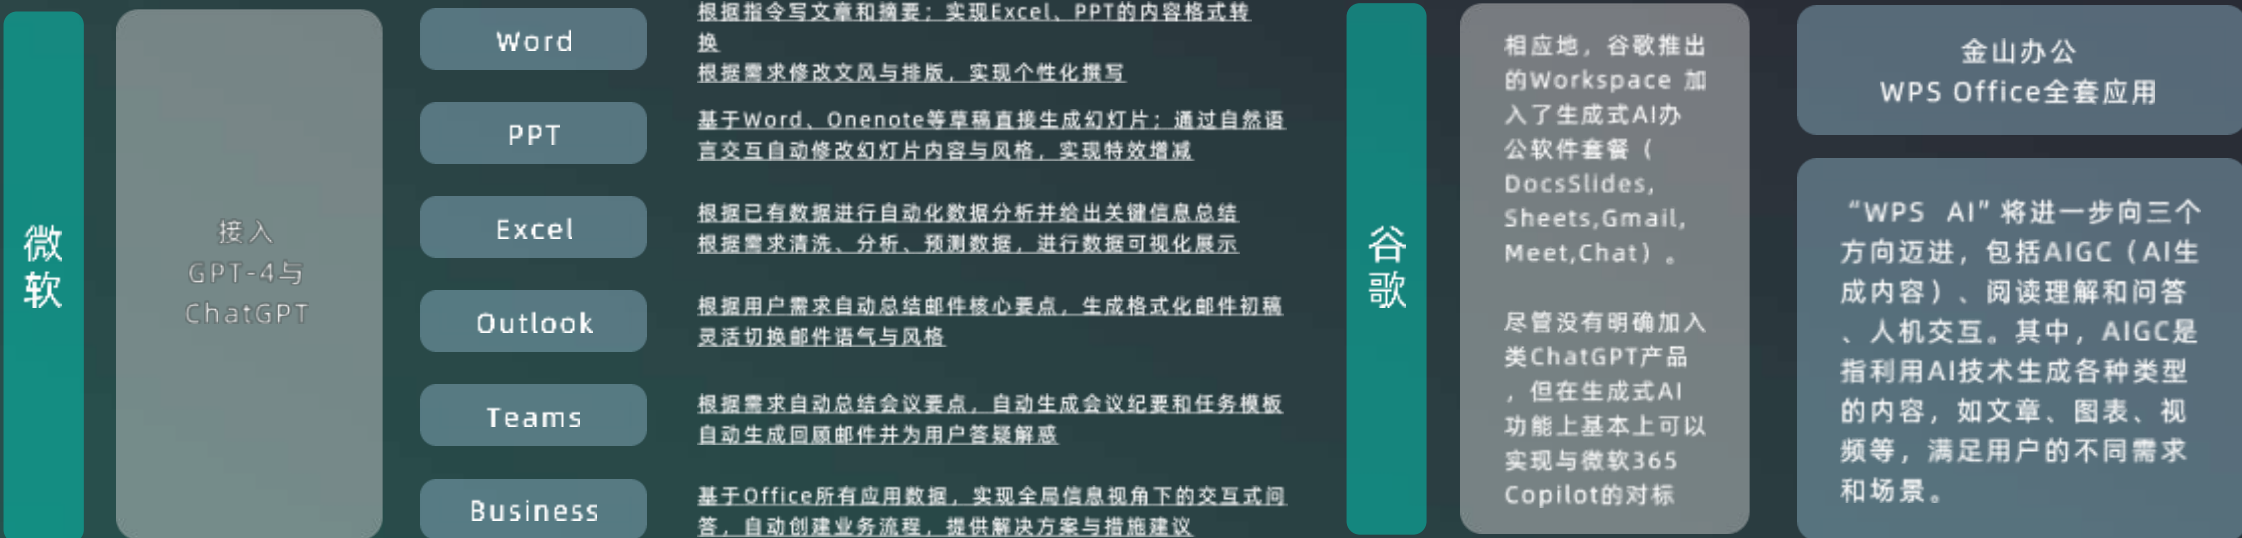 微
软
接入
GPT-4与
ChatGPT
Word
根据指令写文章和摘要；实现Excel、PPT的内容格式转
换
根据需求修改文风与排版，实现个性化撰写
PPT
基于Word、Onenote等草稿直接生成幻灯片；通过自然语
言交互自动修改幻灯片内容与风格，实现特效增减
Excel
根据已有数据进行自动化数据分析并给出关键信息总结
根据需求清洗、分析、预测数据，进行数据可视化展示
Outlook
根据用户需求自动总结邮件核心要点，生成格式化邮件初稿
灵活切换邮件语气与风格
Teams
根据需求自动总结会议要点，自动生成会议纪要和任务模板
自动生成回顾邮件并为用户答疑解惑
Business
基于Office所有应用数据，实现全局信息视角下的交互式问
答，自动创建业务流程，提供解决方案与措施建议
谷
歌
相应地，谷歌推出
的Workspace 加
入了生成式AI办
公软件套餐（
DocsSlides,
Sheets,Gmail,
Meet,Chat）。
尽管没有明确加入
类ChatGPT产品
，但在生成式AI
功能上基本上可以
实现与微软365
Copilot的对标
金山办公
WPS Office全套应用
“WPS AI”将进一步向三个
方向迈进，包括AIGC（AI生
成内容）、阅读理解和问答
、人机交互。其中，AIGC是
指利用AI技术生成各种类型
的内容，如文章、图表、视
频等，满足用户的不同需求
和场景。